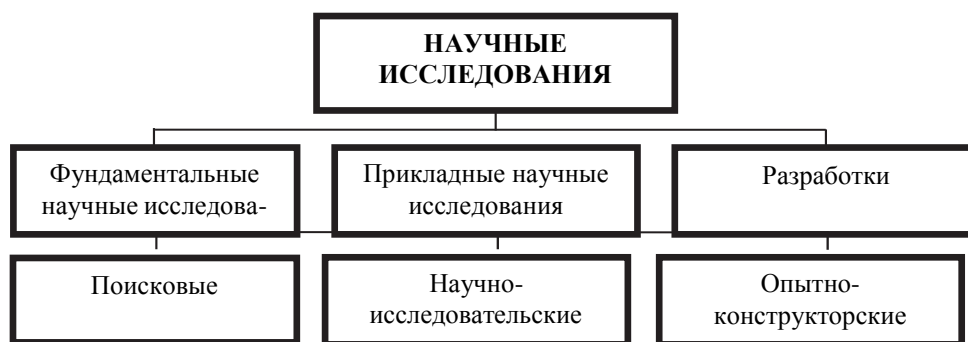 НАУЧНЫЕ
ИССЛЕДОВАНИЯ
Фундаментальные
научные исследова-
Прикладные научные
исследования
Разработки
Поисковые
Научно-
исследовательские
Опытно-
конструкторские